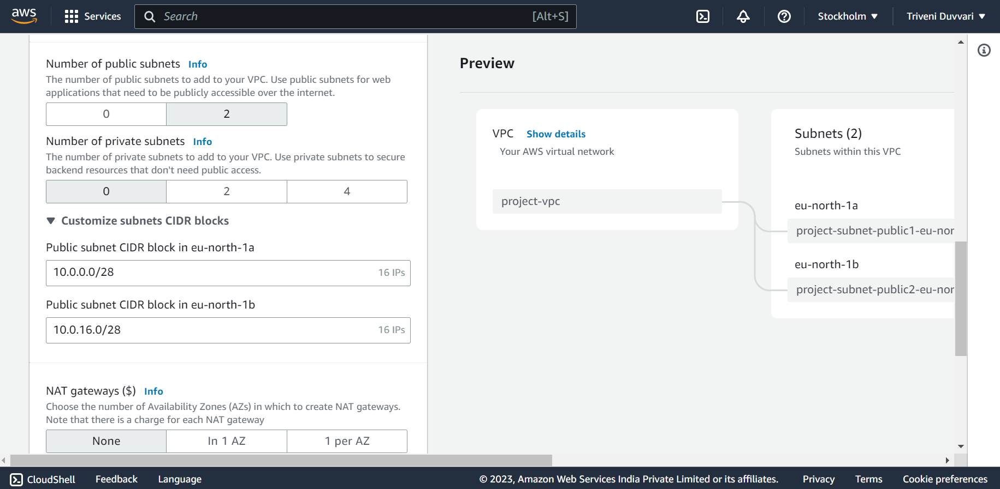 aws
Services
Search [Alt+S]
Stockholm ▼
Triveni Duvvari ▼
Number of public subnets Info
The number of public subnets to add to your VPC. Use public subnets for web
applications that need to be publicly accessible over the internet.
0 2
Number of private subnets Info
The number of private subnets to add to your VPC. Use private subnets to secure
backend resources that don't need public access.
0 2 4
▼ Customize subnets CIDR blocks
Public subnet CIDR block in eu-north-1a
10.0.0.0/28 16 IPs
Public subnet CIDR block in eu-north-1b
10.0.16.0/28 16 IPs
NAT gateways ($) Info
Choose the number of Availability Zones (AZs) in which to create NAT gateways.
Note that there is a charge for each NAT gateway
None In 1 AZ 1 per AZ
Preview
VPC Show details
Your AWS virtual network
project-vpc
Subnets (2)
Subnets within this VPC
eu-north-1a
project-subnet-public1-eu-nor
eu-north-1b
project-subnet-public2-eu-nor
CloudShell
Feedback
Language
© 2023, Amazon Web Services India Private Limited or its affiliates.
Privacy
Terms
Cookie preferences